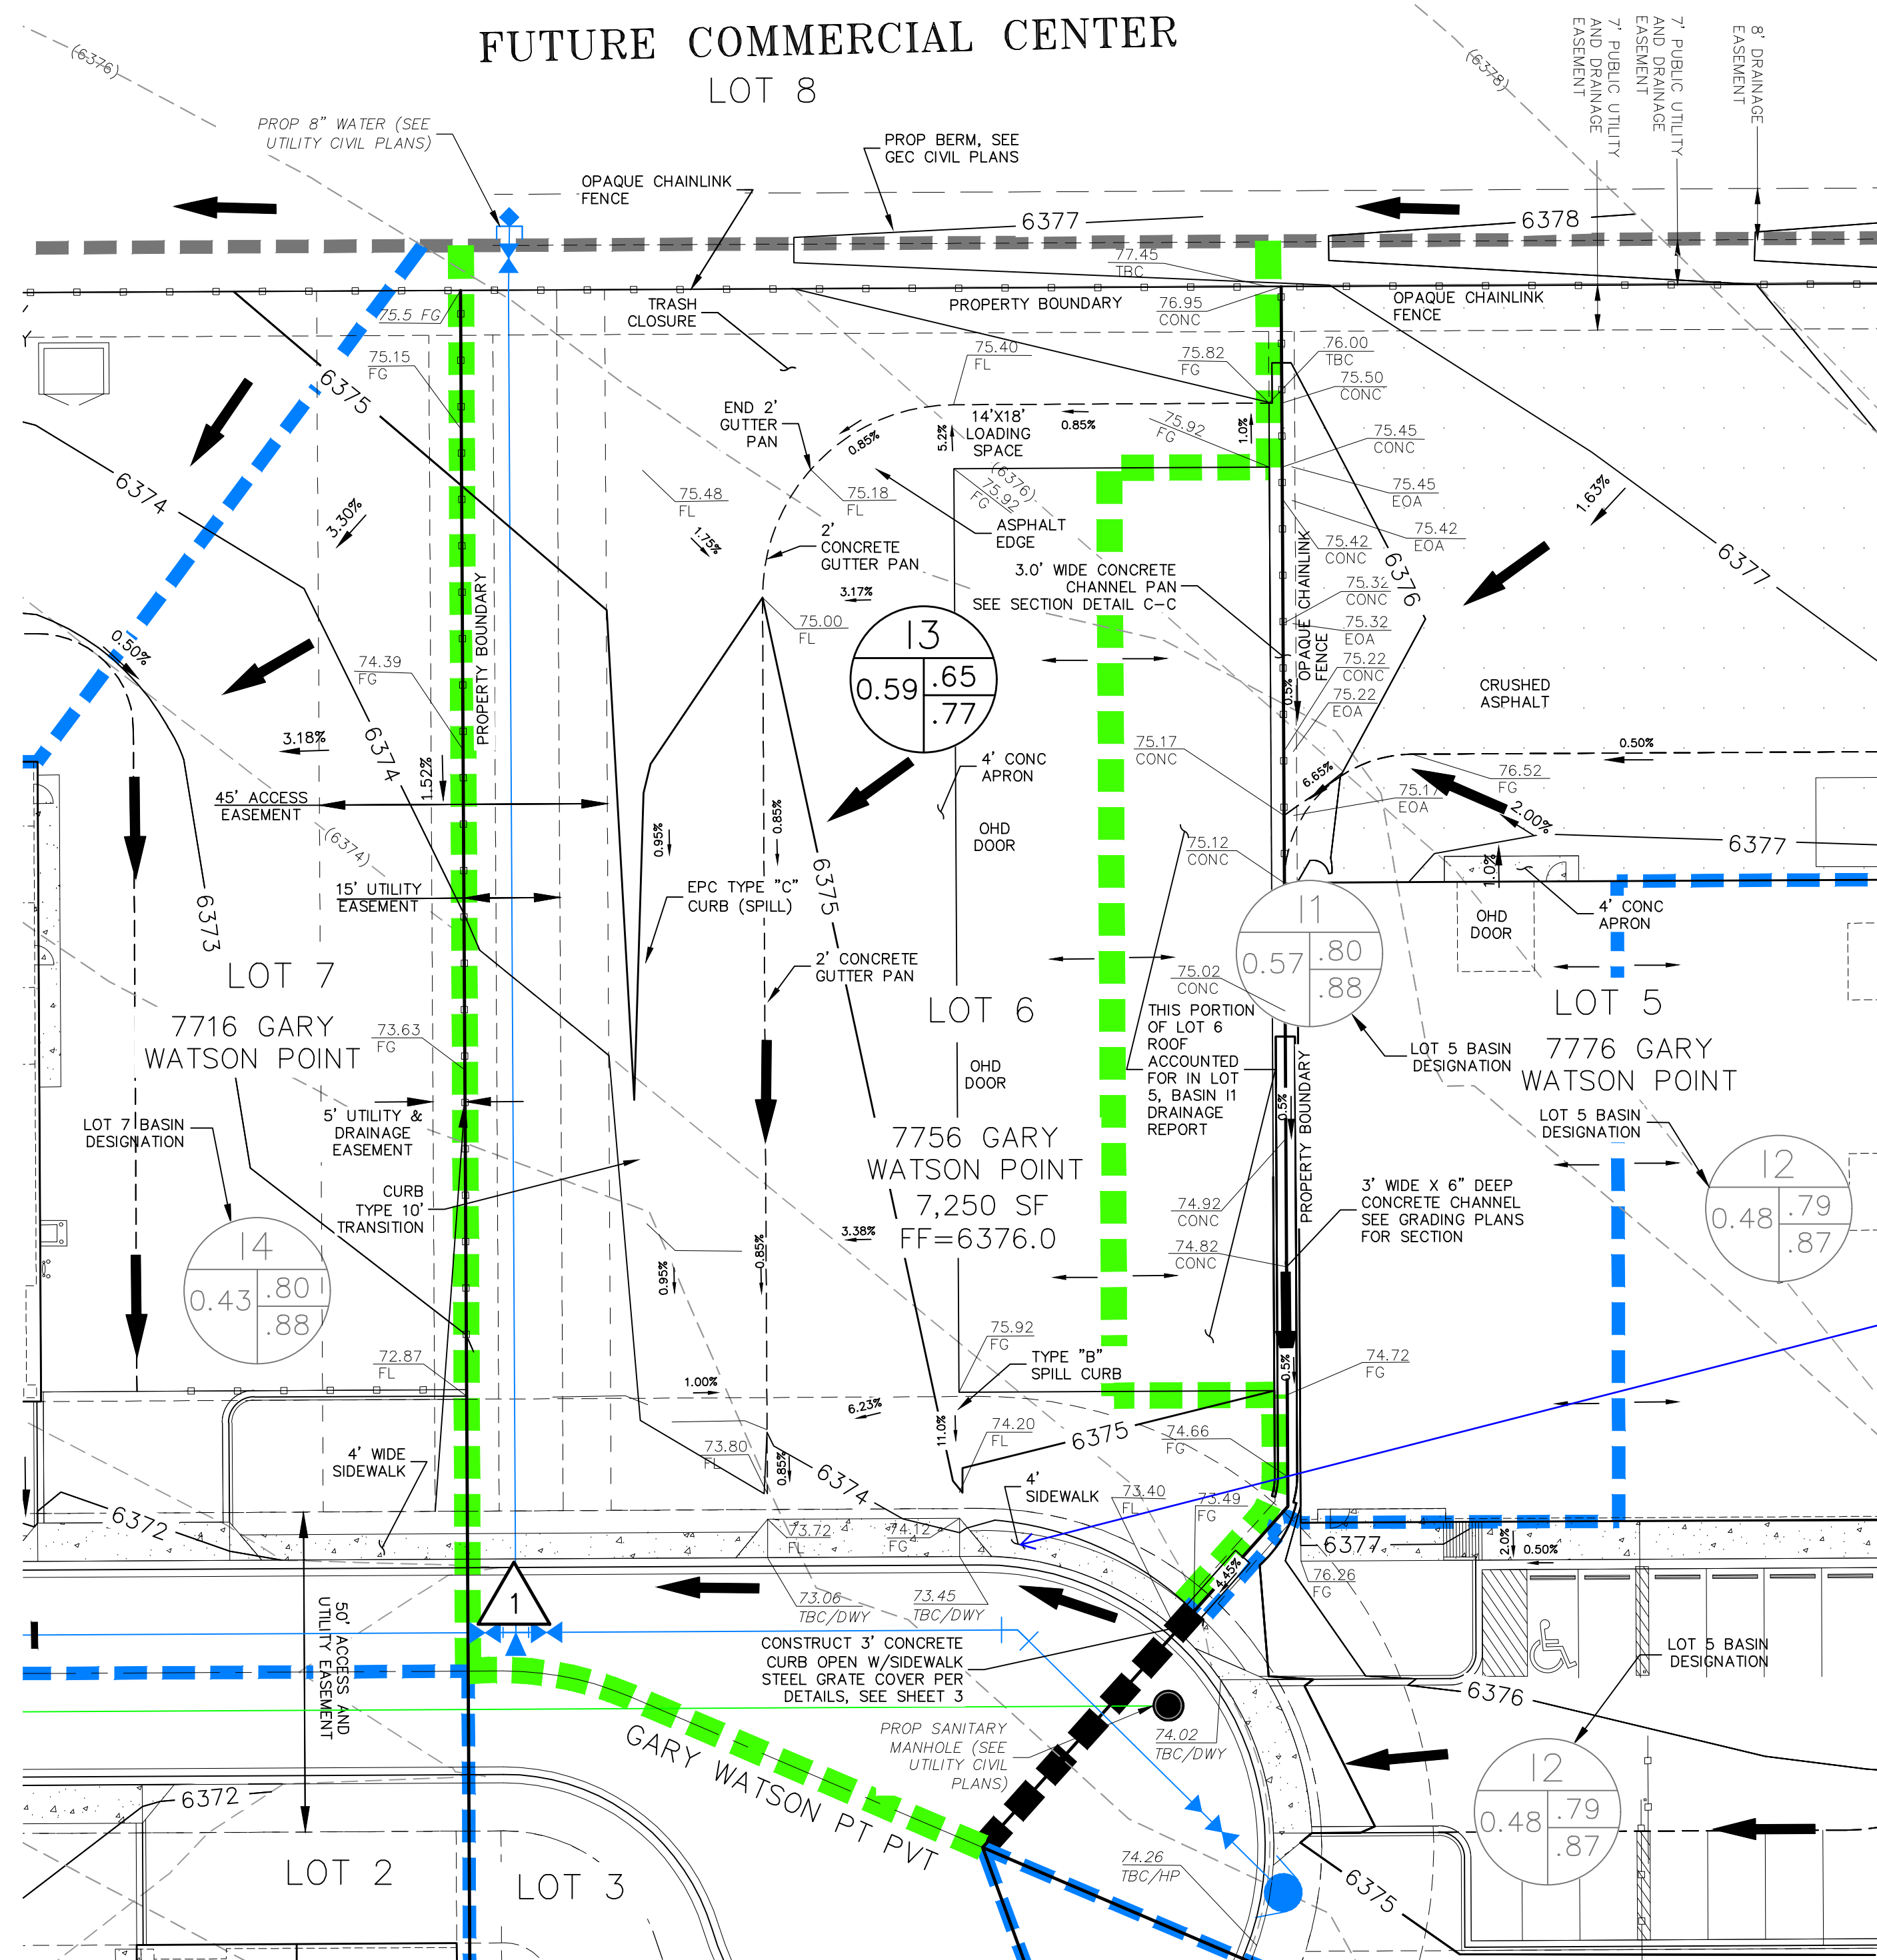 FUTURE COMMERCIAL CENTER
LOT 8
(6376)
(6378)
7' PUBLIC UTILITY
AND DRAINAGE
EASEMENT
7' PUBLIC UTILITY
AND DRAINAGE
EASEMENT
8' DRAINAGE
EASEMENT
PROP 8" WATER (SEE
UTILITY CIVIL PLANS)
OPAQUE CHAINLINK
FENCE
PROP BERM, SEE
GEC CIVIL PLANS
6377
6378
77.45
TBC
75.5 FG
TRASH
CLOSURE
PROPERTY BOUNDARY
76.95
CONC
OPAQUE CHAINLINK
FENCE
75.15
FG
6375
75.40
FL
75.82
FG
76.00
TBC
75.50
CONC
END 2'
GUTTER
PAN
0.85%
5.2%
14'X18'
LOADING
SPACE
0.85%
75.92
FG
1.0%
75.45
CONC
(6376)
75.92
FG
6374
3.30%
75.48
FL
75.18
FL
1.75%
75.45
EOA
1.63%
ASPHALT
EDGE
2'
CONCRETE
GUTTER PAN
75.42
EOA
75.42
CONC
OPAQUE CHAINLINK
FENCE
6376
6377
3.0' WIDE CONCRETE
CHANNEL PAN
SEE SECTION DETAIL C-C
75.32
CONC
3.17%
75.00
FL
75.32
EOA
PROPERTY BOUNDARY
0.50%
I3
0.59
.65
.77
74.39
FG
75.22
CONC
75.22
EOA
0.5%
CRUSHED
ASPHALT
3.18%
6374
1.52%
75.17
CONC
0.50%
4' CONC
APRON
6.65%
76.52
FG
45' ACCESS
EASEMENT
75.17
EOA
2.00%
(6374)
0.95%
0.85%
OHD
DOOR
75.12
CONC
6377
1.0%
6375
15' UTILITY
EASEMENT
EPC TYPE "C"
CURB (SPILL)
I1
0.57
.80
.88
OHD
DOOR
4' CONC
APRON
6373
LOT 7
2' CONCRETE
GUTTER PAN
75.02
CONC
LOT 6
LOT 5
7716 GARY
WATSON POINT
73.63
FG
THIS PORTION
OF LOT 6
ROOF
ACCOUNTED
FOR IN LOT
5, BASIN I1
DRAINAGE
REPORT
LOT 5 BASIN
DESIGNATION
7776 GARY
WATSON POINT
OHD
DOOR
PROPERTY BOUNDARY
0.5%
LOT 7 BASIN
DESIGNATION
5' UTILITY &
DRAINAGE
EASEMENT
LOT 5 BASIN
DESIGNATION
7756 GARY
WATSON POINT
7,250 SF
FF=6376.0
I2
0.48
.79
.87
CURB
TYPE 10'
TRANSITION
74.92
CONC
3' WIDE X 6" DEEP
CONCRETE CHANNEL
SEE GRADING PLANS
FOR SECTION
I4
0.43
.80
.88
3.38%
0.85%
0.95%
74.82
CONC
72.87
FL
75.92
FG
TYPE "B"
SPILL CURB
0.5%
74.72
FG
1.00%
6.23%
11.0%
74.20
FL
6375
74.66
FG
4' WIDE
SIDEWALK
73.80
FL
0.85%
6374
4'
SIDEWALK
73.40
FL
73.49
FG
6372
73.72
FL
74.12
FG
6377
2.0%
0.50%
4.45%
76.26
FG
1
73.06
TBC/DWY
73.45
TBC/DWY
50' ACCESS AND
UTILITY EASEMENT
CONSTRUCT 3' CONCRETE
CURB OPEN W/SIDEWALK
STEEL GRATE COVER PER
DETAILS, SEE SHEET 3
LOT 5 BASIN
DESIGNATION
6376
PROP SANITARY
MANHOLE (SEE
UTILITY CIVIL
PLANS)
74.02
TBC/DWY
GARY WATSON PT PVT
6372
I2
0.48
.79
.87
LOT 2
LOT 3
74.26
TBC/HP
6375